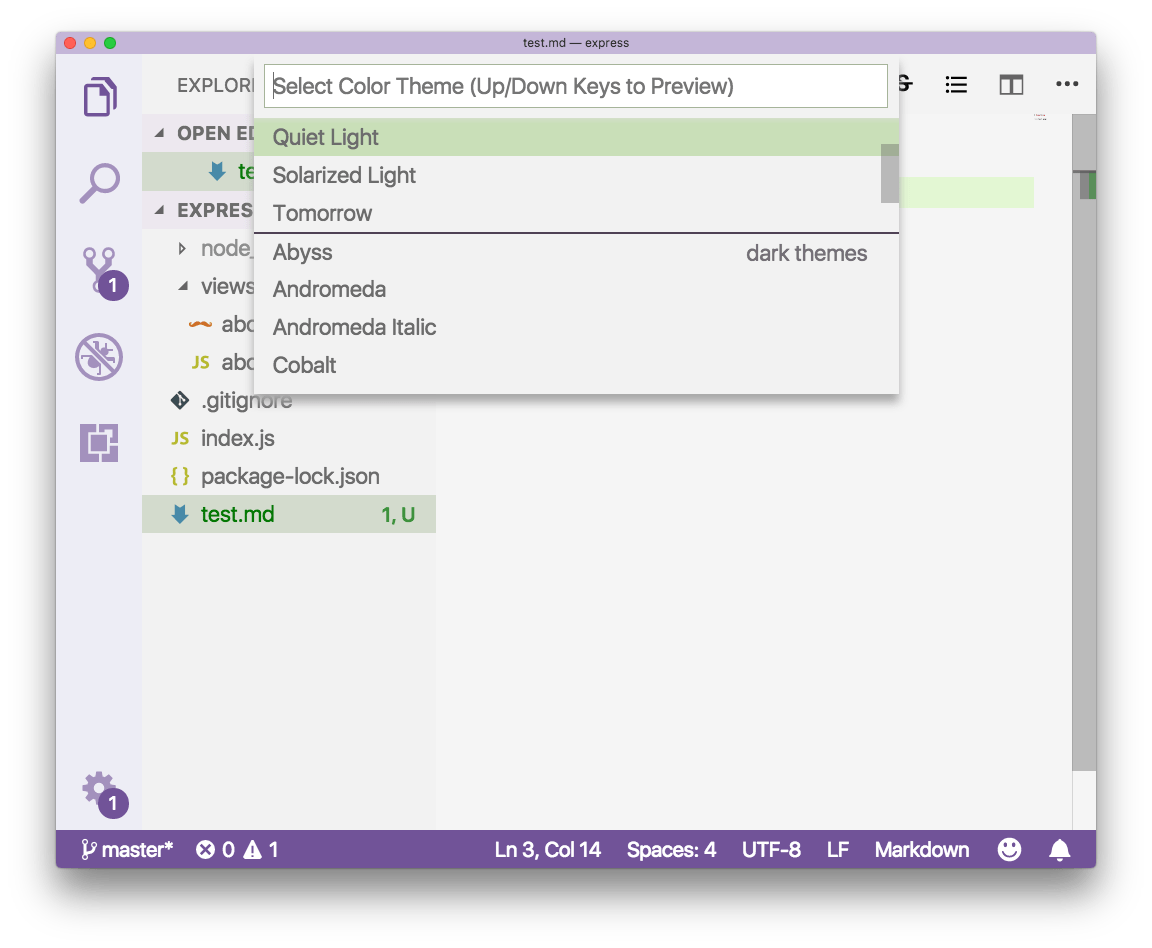 test.md — express
EXPLOR
Select Color Theme (Up/Down Keys to Preview)
S
Quiet Light
Solarized Light
Tomorrow
Abyss dark themes
Andromeda
Andromeda Italic
Cobalt
OPEN ED
te
EXPRES
node_
views
abo
JS abo
.gitignore
JS index.js
{ } package-lock.json
test.md 1, U
1
1
master* 0 1 Ln 3, Col 14 Spaces: 4 UTF-8 LF Markdown